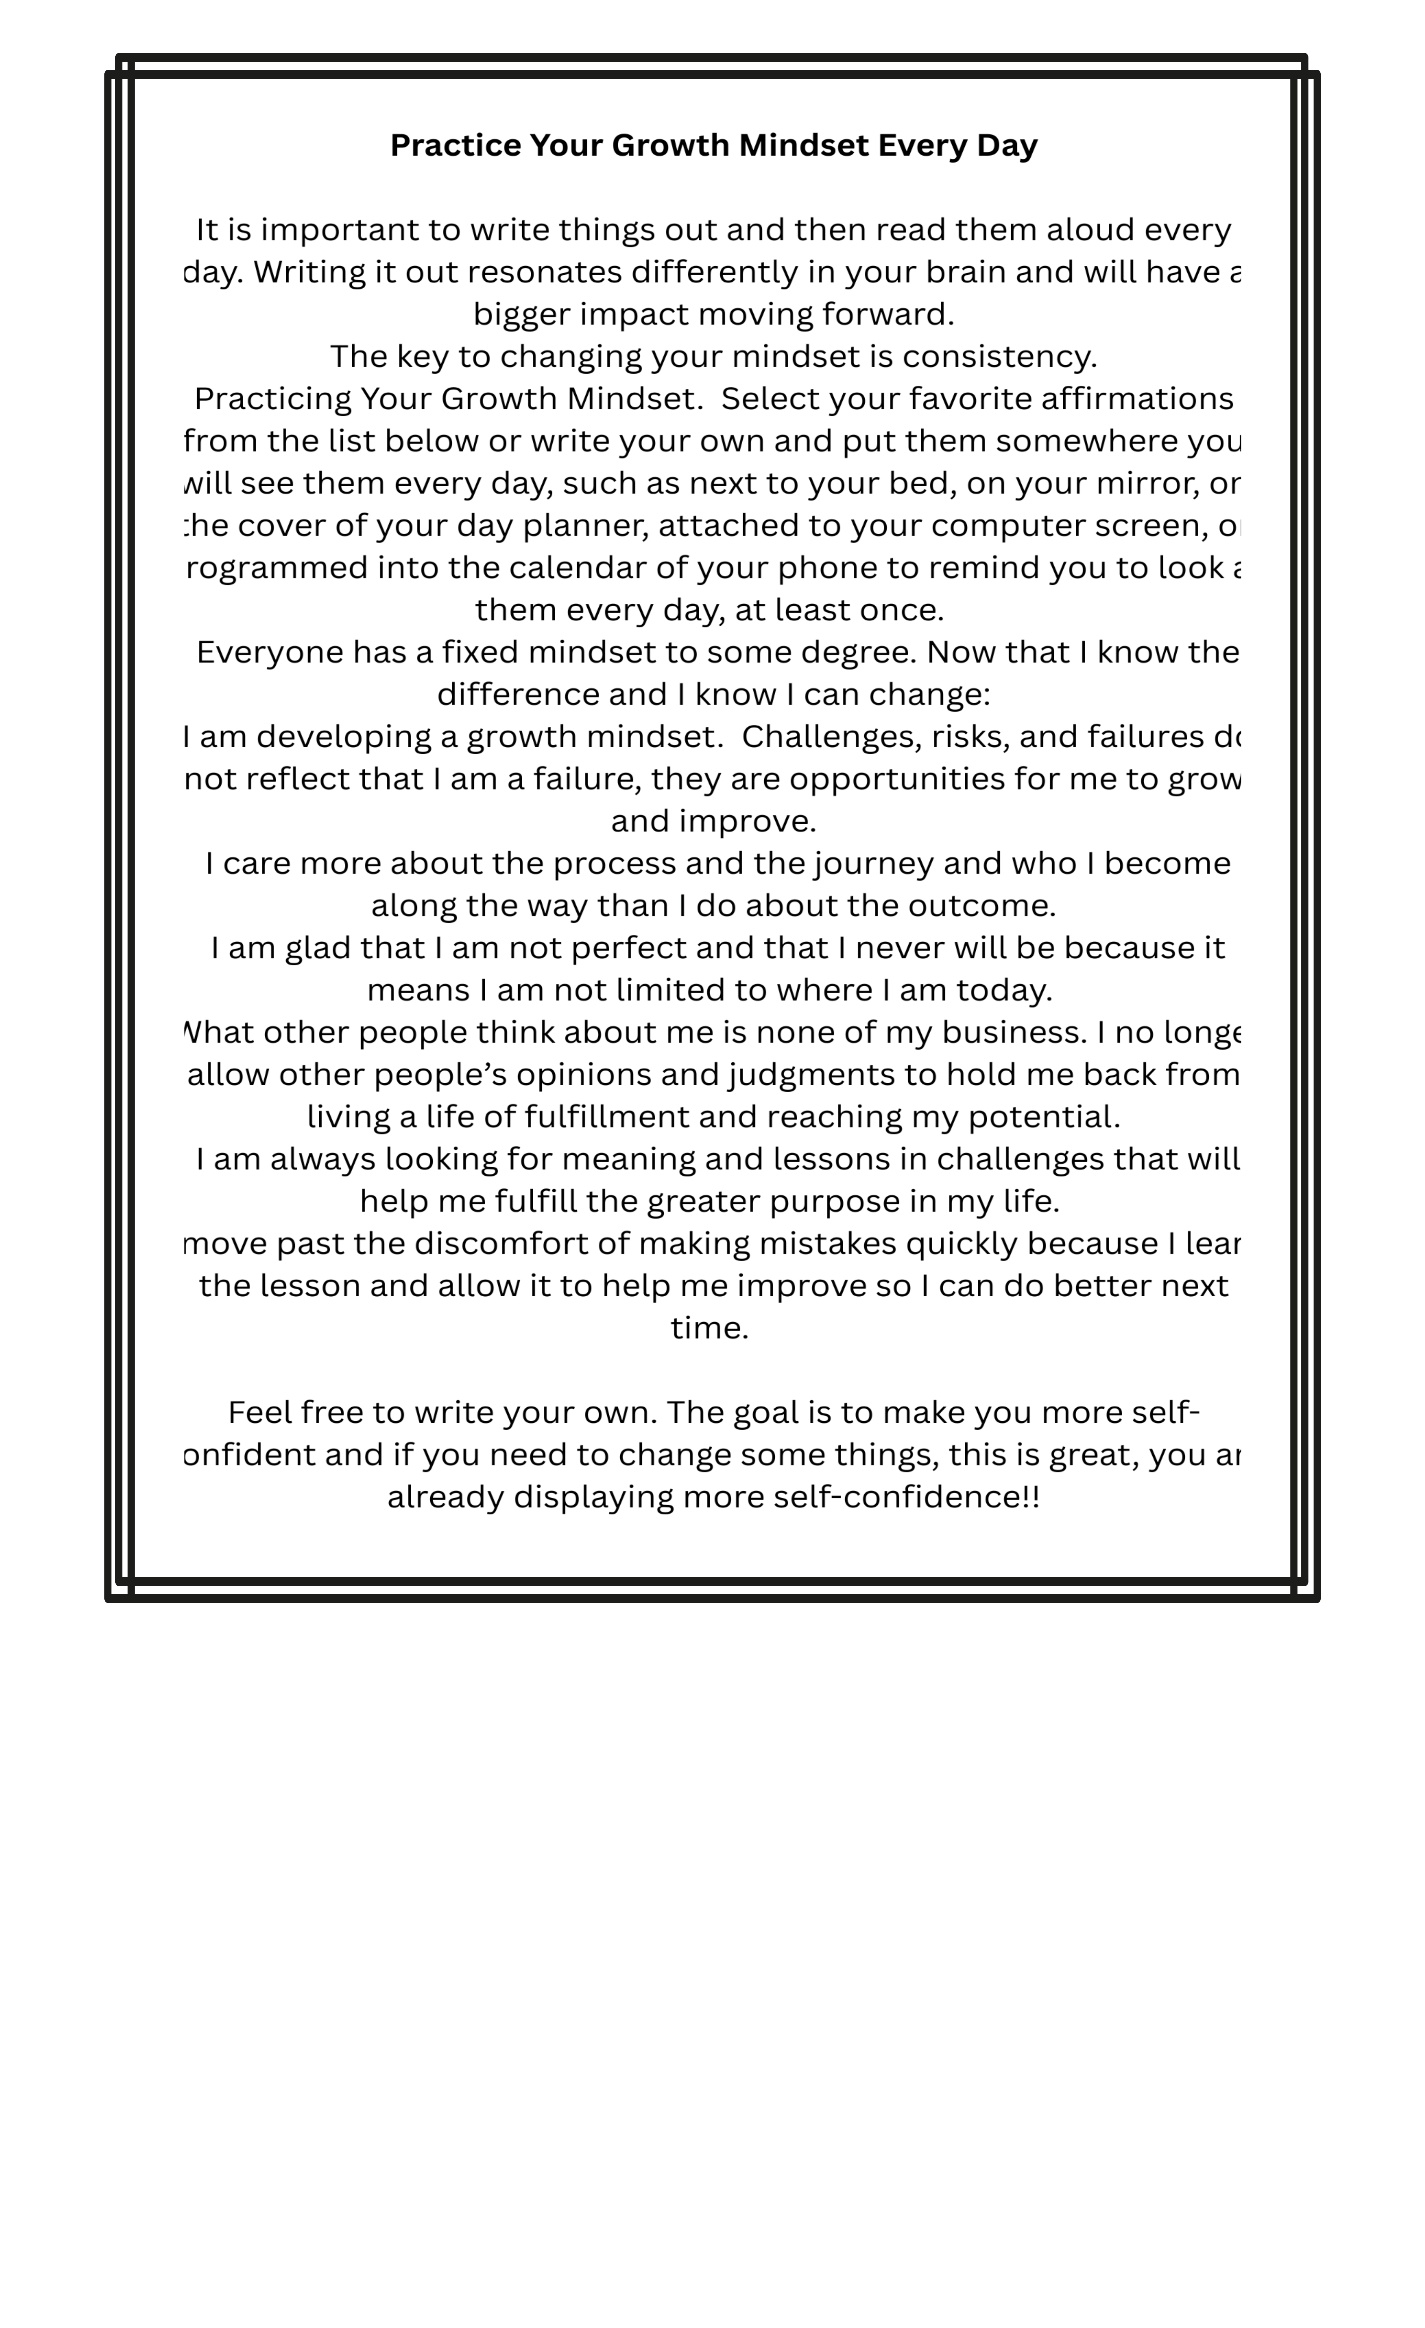 Practice Your Growth Mindset Every Day
It is important to write things out and then read them aloud every
day. Writing it out resonates differently in your brain and will have a
bigger impact moving forward.
The key to changing your mindset is consistency.
Practicing Your Growth Mindset.  Select your favorite affirmations
from the list below or write your own and put them somewhere you
will see them every day, such as next to your bed, on your mirror, on
the cover of your day planner, attached to your computer screen, or
rogrammed into the calendar of your phone to remind you to look a
them every day, at least once.
Everyone has a fixed mindset to some degree. Now that I know the
difference and I know I can change:
I am developing a growth mindset.  Challenges, risks, and failures do
not reflect that I am a failure, they are opportunities for me to grow
and improve.
I care more about the process and the journey and who I become
along the way than I do about the outcome.
I am glad that I am not perfect and that I never will be because it
means I am not limited to where I am today.
What other people think about me is none of my business. I no longe
allow other people’s opinions and judgments to hold me back from
living a life of fulfillment and reaching my potential.
I am always looking for meaning and lessons in challenges that will
help me fulfill the greater purpose in my life.
move past the discomfort of making mistakes quickly because I lear
the lesson and allow it to help me improve so I can do better next
time.
Feel free to write your own. The goal is to make you more self-
onfident and if you need to change some things, this is great, you ar
already displaying more self-confidence!!